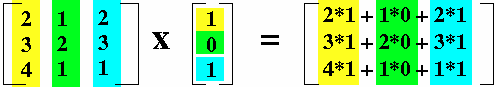 2 1 2 1 2*1 + 1*0 + 2*1
3 2 3 x 0 = 3*1 + 2*0 + 3*1
4 1 1 1 4*1 + 1*0 + 1*1